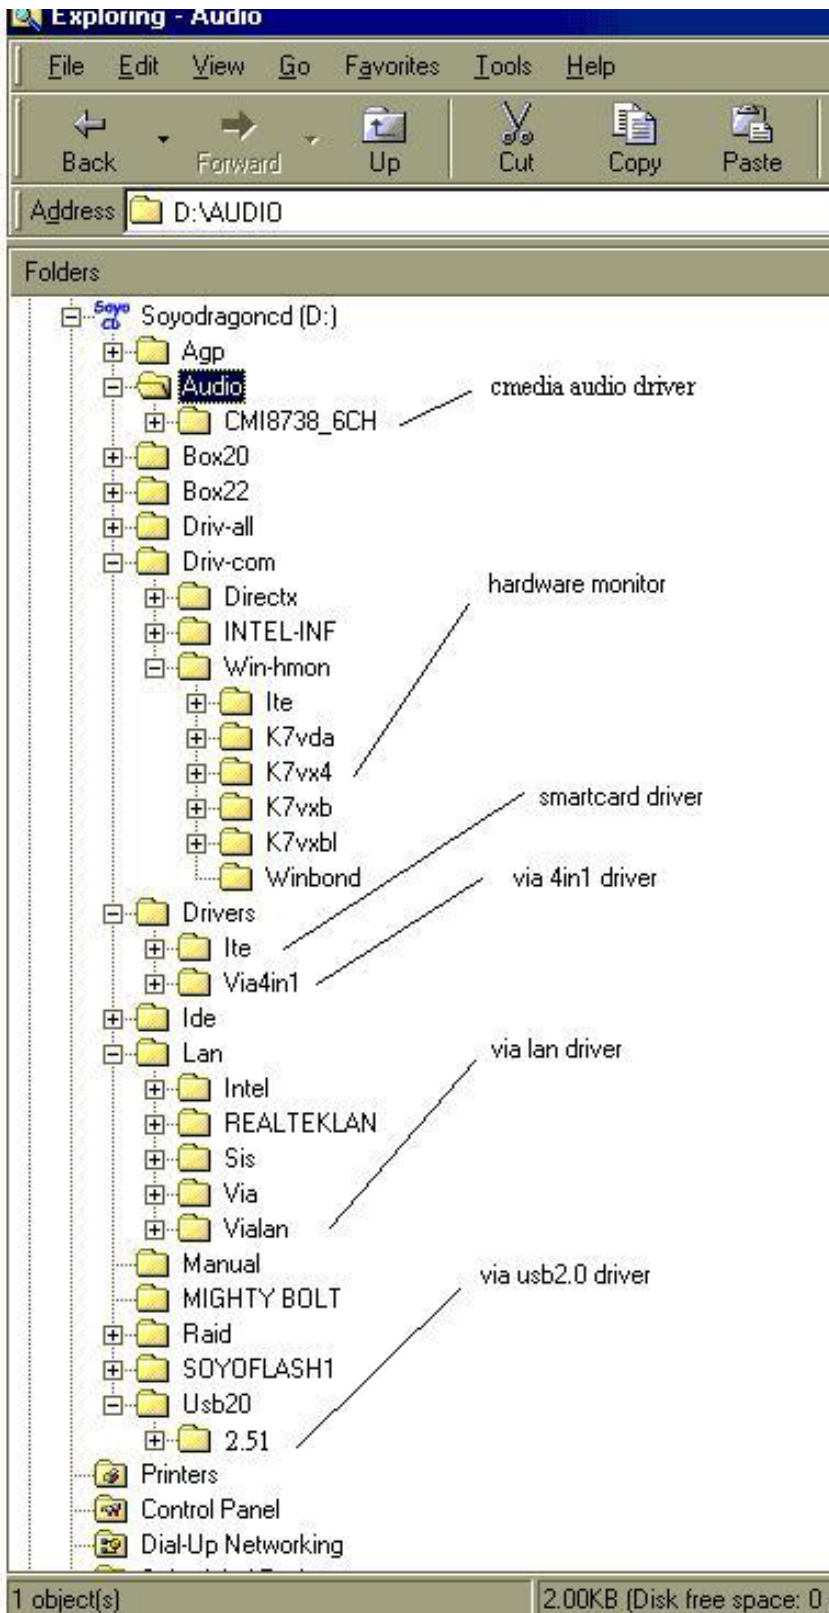 Exploring - Audio
File Edit View Go Favorites Tools Help
Back Forward Up Cut Copy Paste
Address D:\AUDIO
Folders
Soyo CD Soyodragoncd (D:)
Agp
Audio
cmedia audio driver
CMI8738_6CH
Box20
Box22
Driv-all
Driv-com
hardware monitor
Directx
INTEL-INF
Win-hmon
Ite
K7vda
K7vx4
smartcard driver
K7vxb
K7vxbl
Winbond
via 4in1 driver
Drivers
Ite
Via4in1
Ide
Lan
via lan driver
Intel
REALTEKLAN
Sis
Via
Vialan
Manual
via usb2.0 driver
MIGHTY BOLT
Raid
SOYOFLASH1
Usb20
2.51
Printers
Control Panel
Dial-Up Networking
1 object(s) 2.00KB (Disk free space: 0